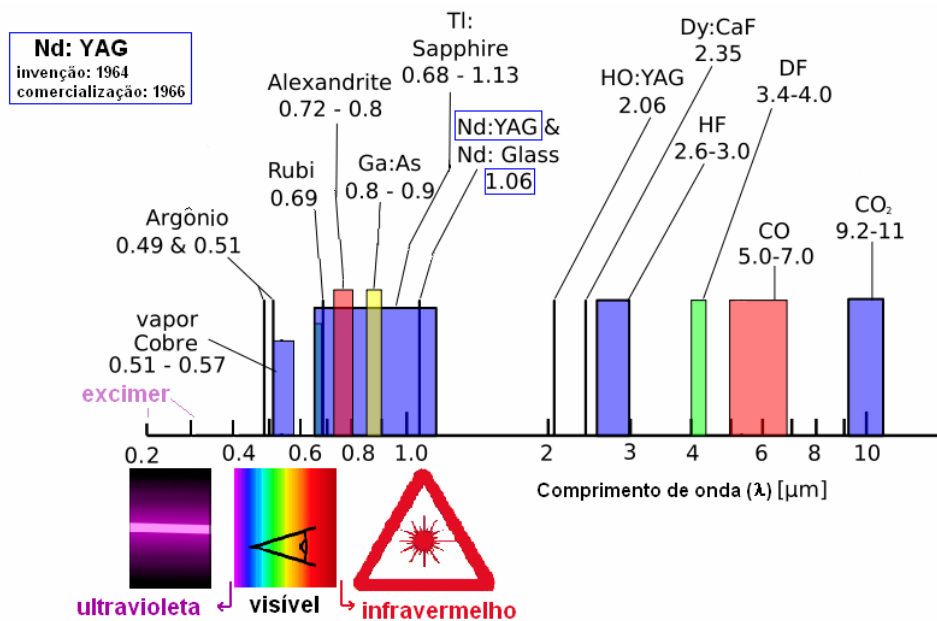 Nd: YAG
invenção: 1964
comercialização: 1966
Tl:
Sapphire
0.68 - 1.13
Alexandrite
0.72 - 0.8
Nd:YAG &
Nd: Glass
1.06
Rubi
0.69
Ga:As
0.8 - 0.9
Argônio
0.49 & 0.51
vapor
Cobre
0.51 - 0.57
excimer
Dy:CaF
2.35
HO:YAG
2.06
DF
3.4-4.0
HF
2.6-3.0
CO
5.0-7.0
CO₂
9.2-11
0.2 0.4 0.6 0.8 1.0 2 3 4 6 8 10
Comprimento de onda (λ) [μm]
ultravioleta visível infravermelho